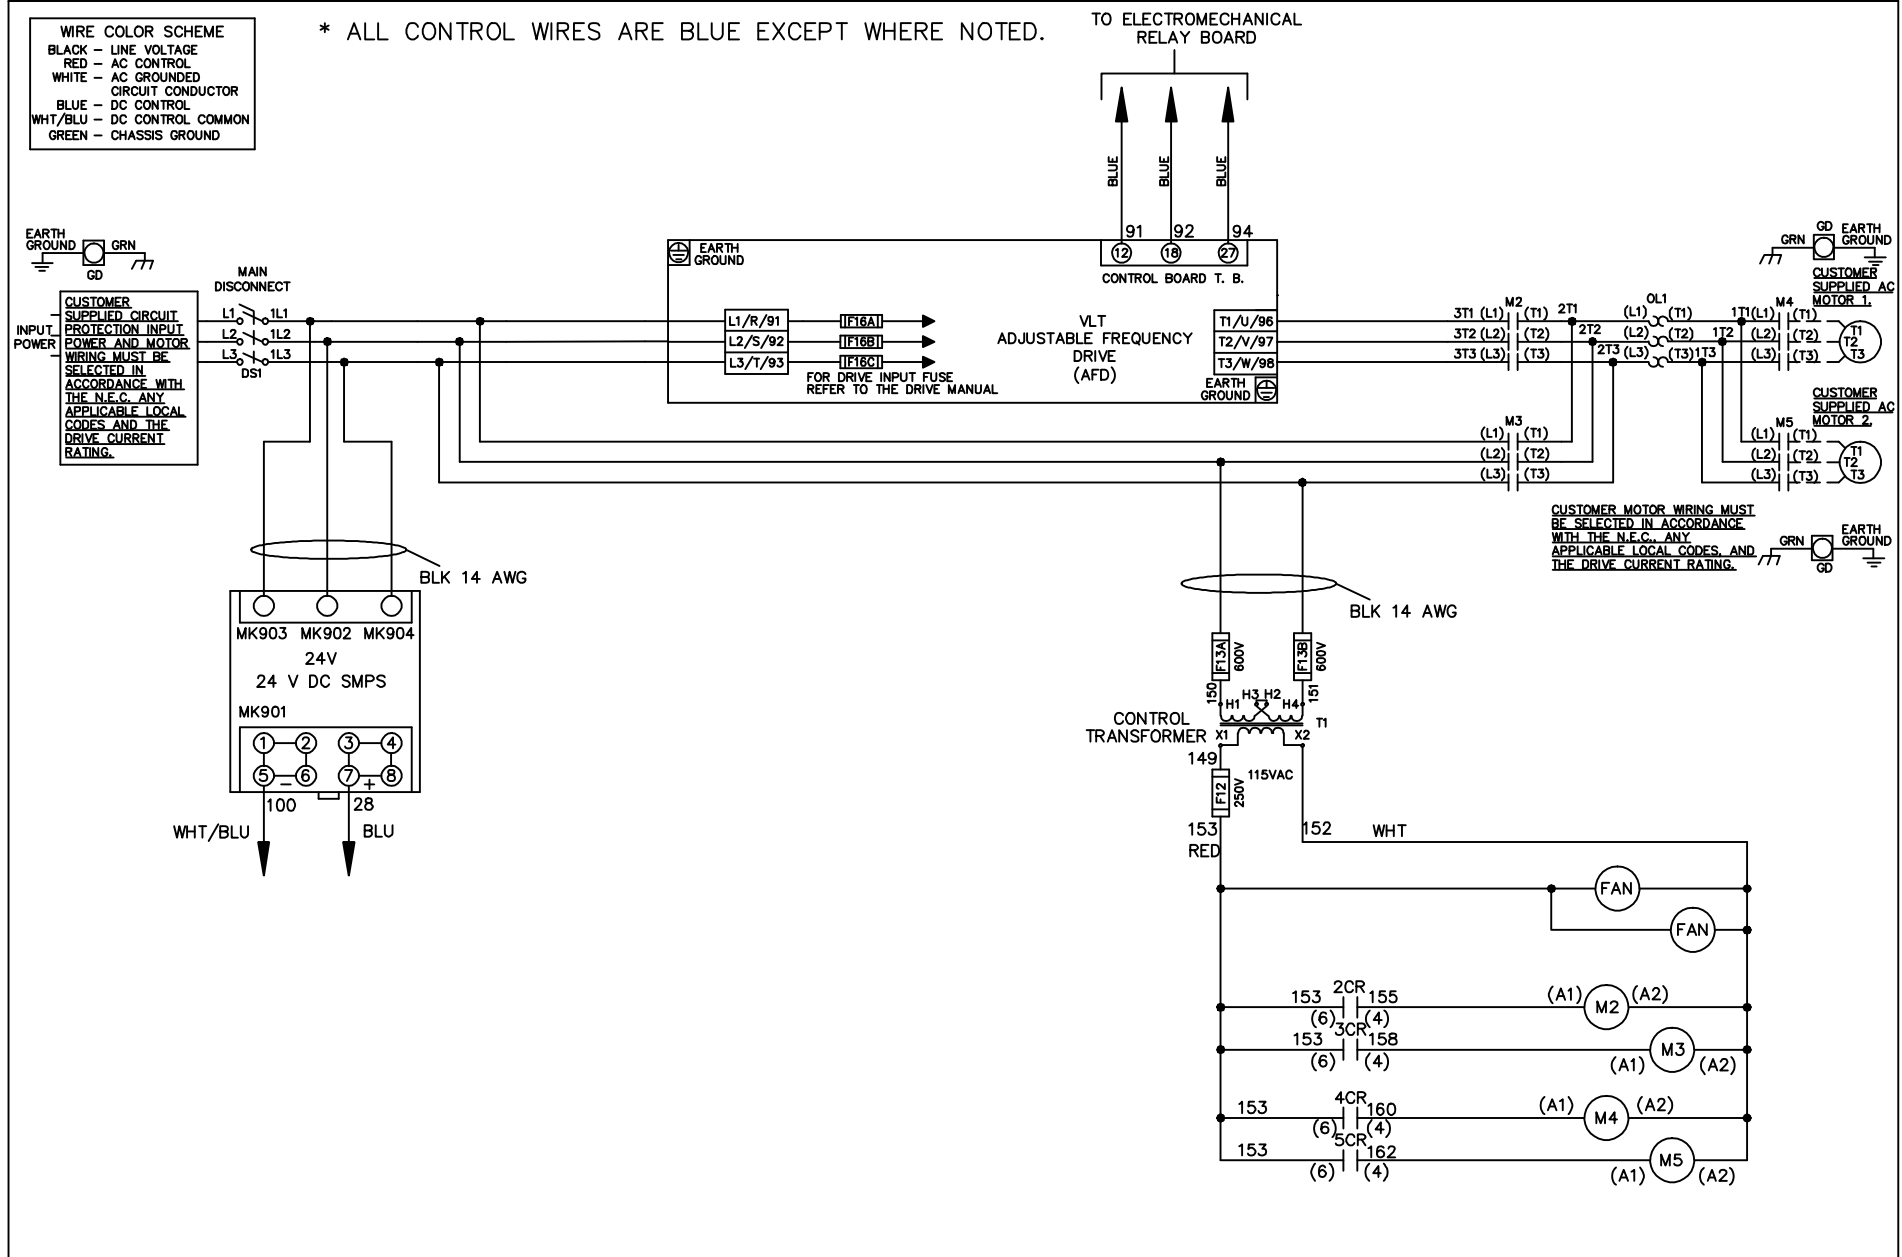 WIRE COLOR SCHEME
BLACK – LINE VOLTAGE
RED – AC CONTROL
WHITE – AC GROUNDED
CIRCUIT CONDUCTOR
BLUE – DC CONTROL
WHT/BLU – DC CONTROL COMMON
GREEN – CHASSIS GROUND
* ALL CONTROL WIRES ARE BLUE EXCEPT WHERE NOTED.
TO ELECTROMECHANICAL
RELAY BOARD
BLUE
BLUE
BLUE
91
92
94
12
18
27
CONTROL BOARD T. B.
EARTH
GROUND
GRN
GD
MAIN
DISCONNECT
INPUT
POWER
CUSTOMER
SUPPLIED CIRCUIT
PROTECTION INPUT
POWER AND MOTOR
WIRING MUST BE
SELECTED IN
ACCORDANCE WITH
THE N.E.C. ANY
APPLICABLE LOCAL
CODES AND THE
DRIVE CURRENT
RATING.
L1 1L1
L2 1L2
L3 1L3
DS1
EARTH
GROUND
L1/R/91
L2/S/92
L3/T/93
F16A
F16B
F16C
FOR DRIVE INPUT FUSE
REFER TO THE DRIVE MANUAL
VLT
ADJUSTABLE FREQUENCY
DRIVE
(AFD)
T1/U/96
T2/V/97
T3/W/98
EARTH
GROUND
M2
3T1 (L1) (T1) 2T1
3T2 (L2) (T2) 2T2
3T3 (L3) (T3) 2T3
OL1
(L1) (T1) 1T1
(L2) (T2) 1T2
(L3) (T3) 1T3
M4
(L1) (T1)
(L2) (T2)
(L3) (T3)
T1
T2
T3
GRN
GD
EARTH
GROUND
CUSTOMER
SUPPLIED AC
MOTOR 1.
M3
(L1) (T1)
(L2) (T2)
(L3) (T3)
CUSTOMER
SUPPLIED AC
MOTOR 2.
M5
(L1) (T1)
(L2) (T2)
(L3) (T3)
T1
T2
T3
CUSTOMER MOTOR WIRING MUST
BE SELECTED IN ACCORDANCE
WITH THE N.E.C., ANY
APPLICABLE LOCAL CODES, AND
THE DRIVE CURRENT RATING.
GRN
GD
EARTH
GROUND
BLK 14 AWG
MK903 MK902 MK904
24V
24 V DC SMPS
MK901
1 2 3 4
5 – 6 7 + 8
100
28
WHT/BLU
BLU
BLK 14 AWG
F13A
600V
F13B
600V
150
151
H1 H3 H2 H4
T1
CONTROL
TRANSFORMER
X1 X2
149
115VAC
F12
250V
153
RED
152
WHT
FAN
FAN
153 2CR 155
(6) (4)
(A1) M2 (A2)
153 3CR 158
(6) (4)
(A1) M3 (A2)
153 4CR 160
(6) (4)
(A1) M4 (A2)
153 5CR 162
(6) (4)
(A1) M5 (A2)